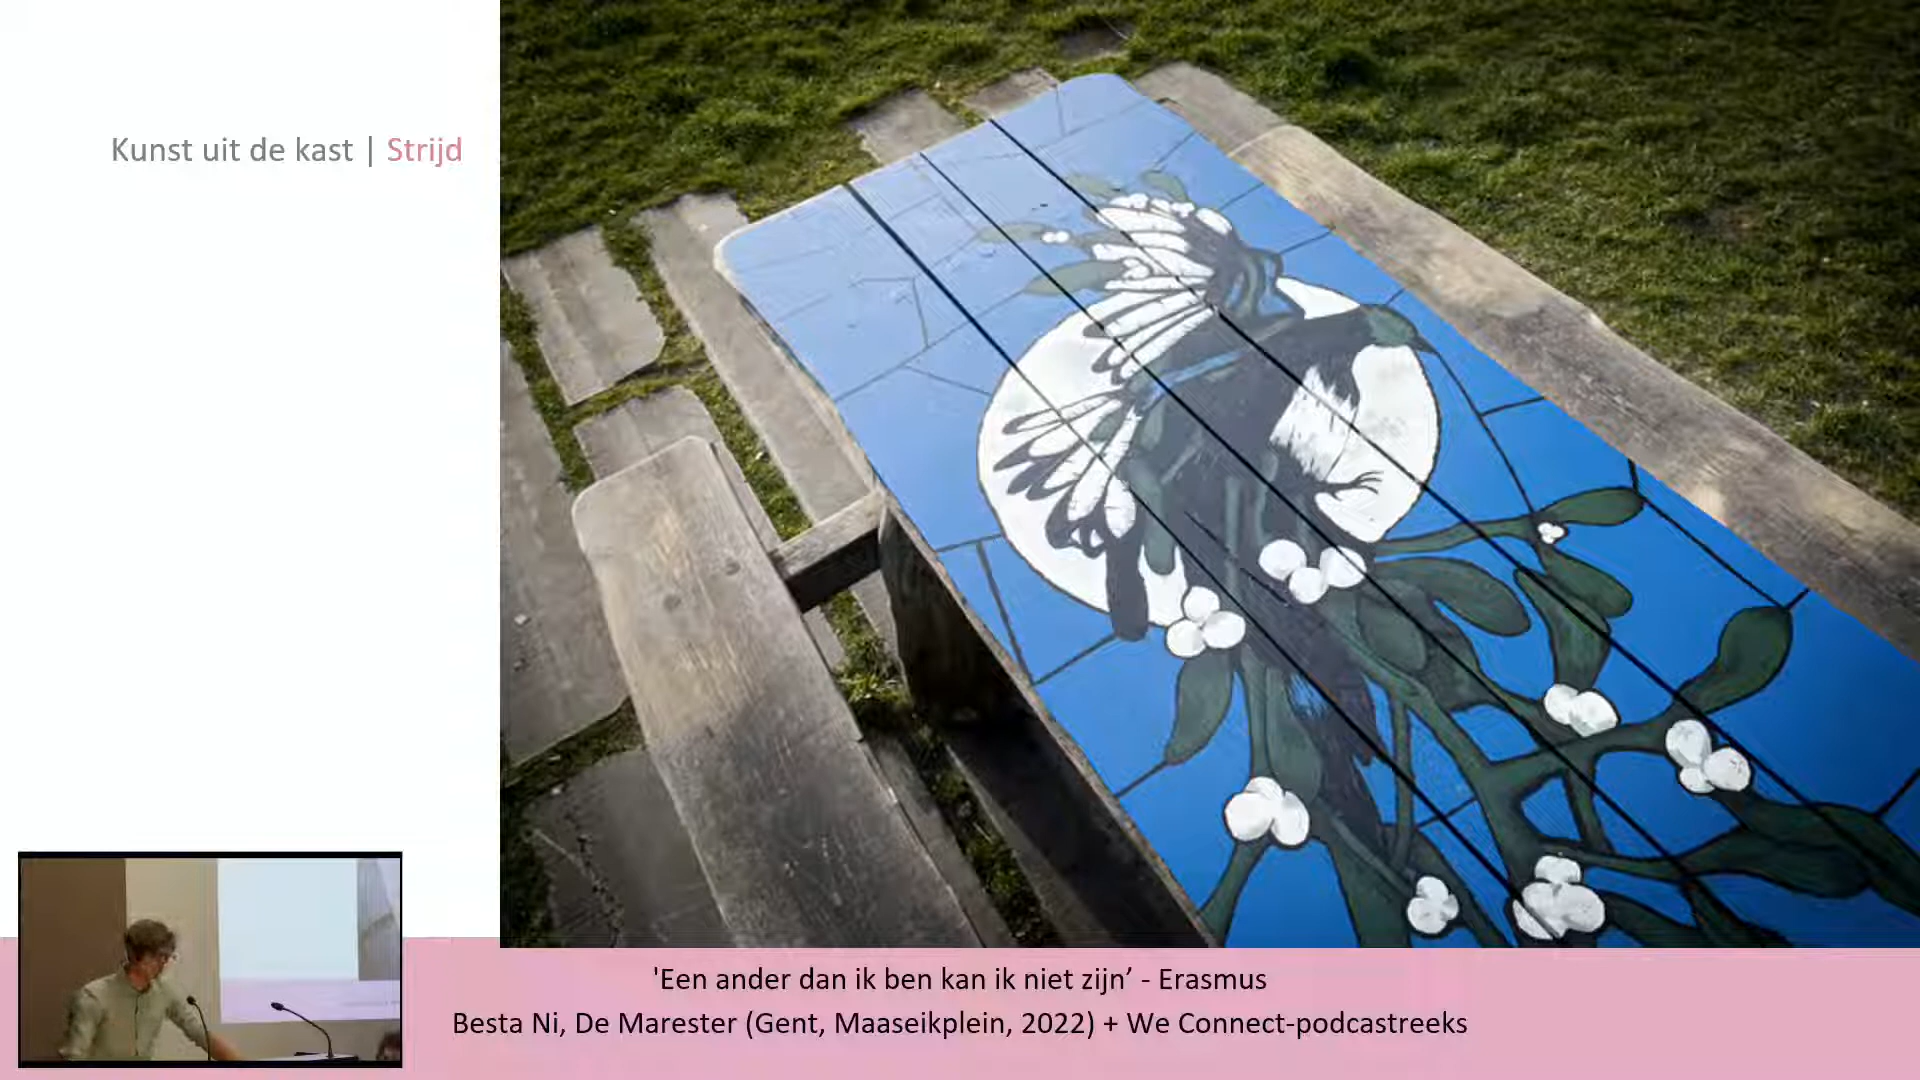 Kunst uit de kast | Strijd
'Een ander dan ik ben kan ik niet zijn’ - Erasmus
Besta Ni, De Marester (Gent, Maaseikplein, 2022) + We Connect-podcastreeks